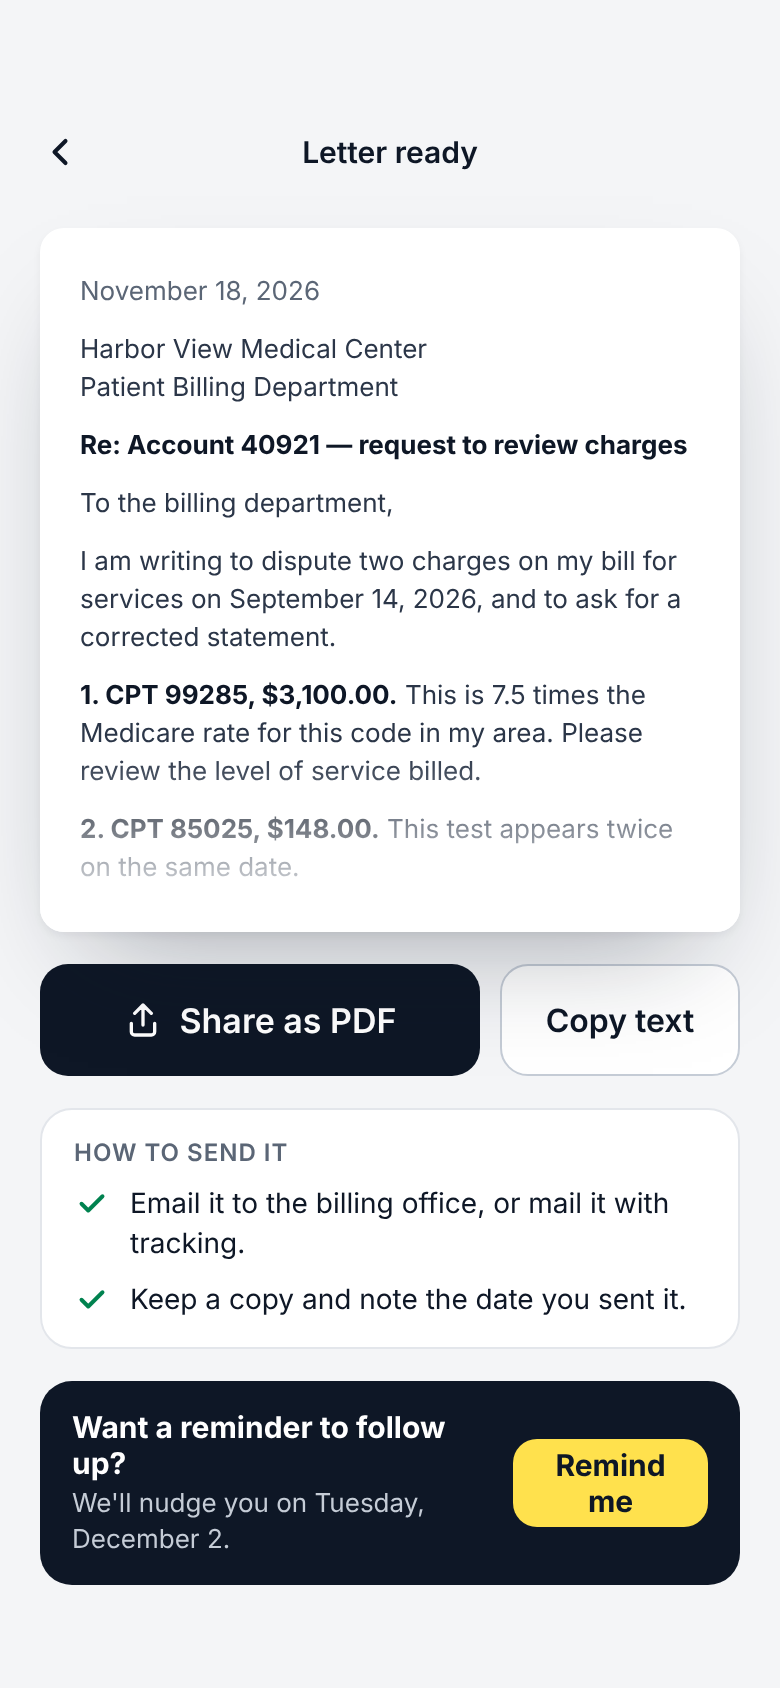 Letter ready
November 18, 2026
Harbor View Medical Center
Patient Billing Department
Re: Account 40921 — request to review charges
To the billing department,
I am writing to dispute two charges on my bill for
services on September 14, 2026, and to ask for a
corrected statement.
1. CPT 99285, $3,100.00. This is 7.5 times the
Medicare rate for this code in my area. Please
review the level of service billed.
2. CPT 85025, $148.00. This test appears twice
on the same date.
Share as PDF
Copy text
HOW TO SEND IT
Email it to the billing office, or mail it with
tracking.
Keep a copy and note the date you sent it.
Want a reminder to follow
up?
We'll nudge you on Tuesday,
December 2.
Remind
me